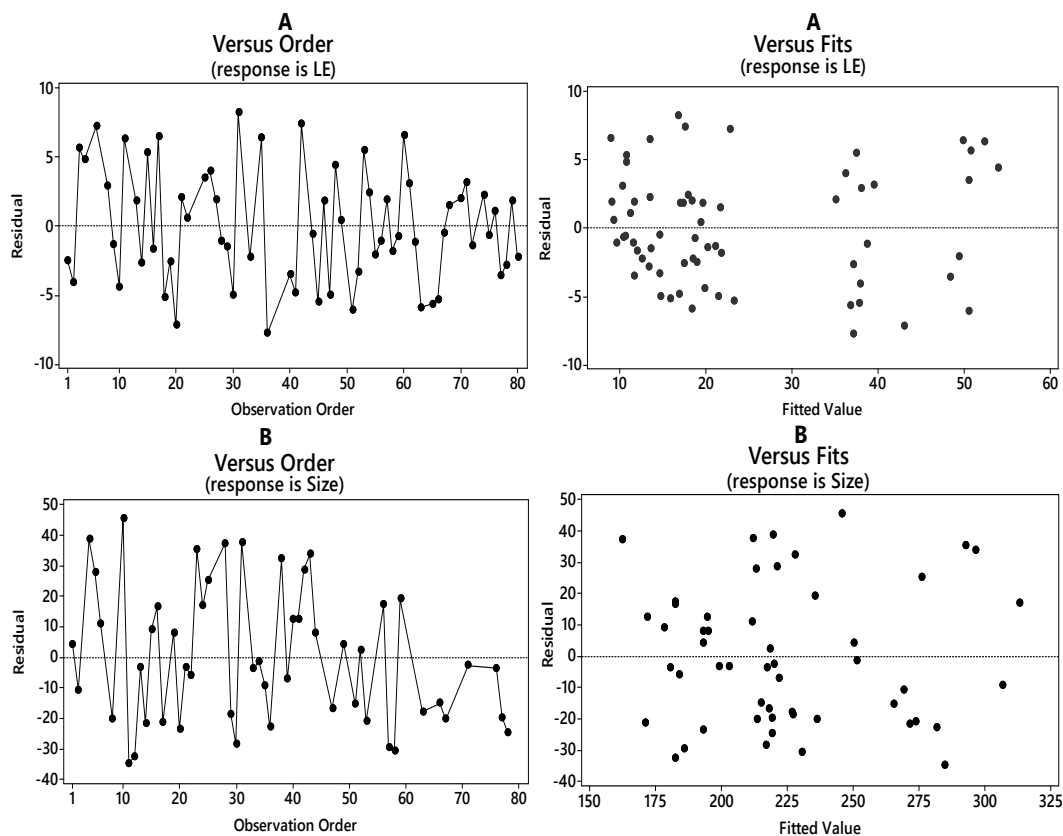 A
Versus Order
(response is LE)
10
5
0
-5
-10
Residual
1 10 20 30 40 50 60 70 80
Observation Order
A
Versus Fits
(response is LE)
10
5
0
-5
-10
Residual
10 20 30 40 50 60
Fitted Value
B
Versus Order
(response is Size)
50
40
30
20
10
0
-10
-20
-30
-40
Residual
1 10 20 30 40 50 60 70 80
Observation Order
B
Versus Fits
(response is Size)
50
40
30
20
10
0
-10
-20
-30
-40
Residual
150 175 200 225 250 275 300 325
Fitted Value